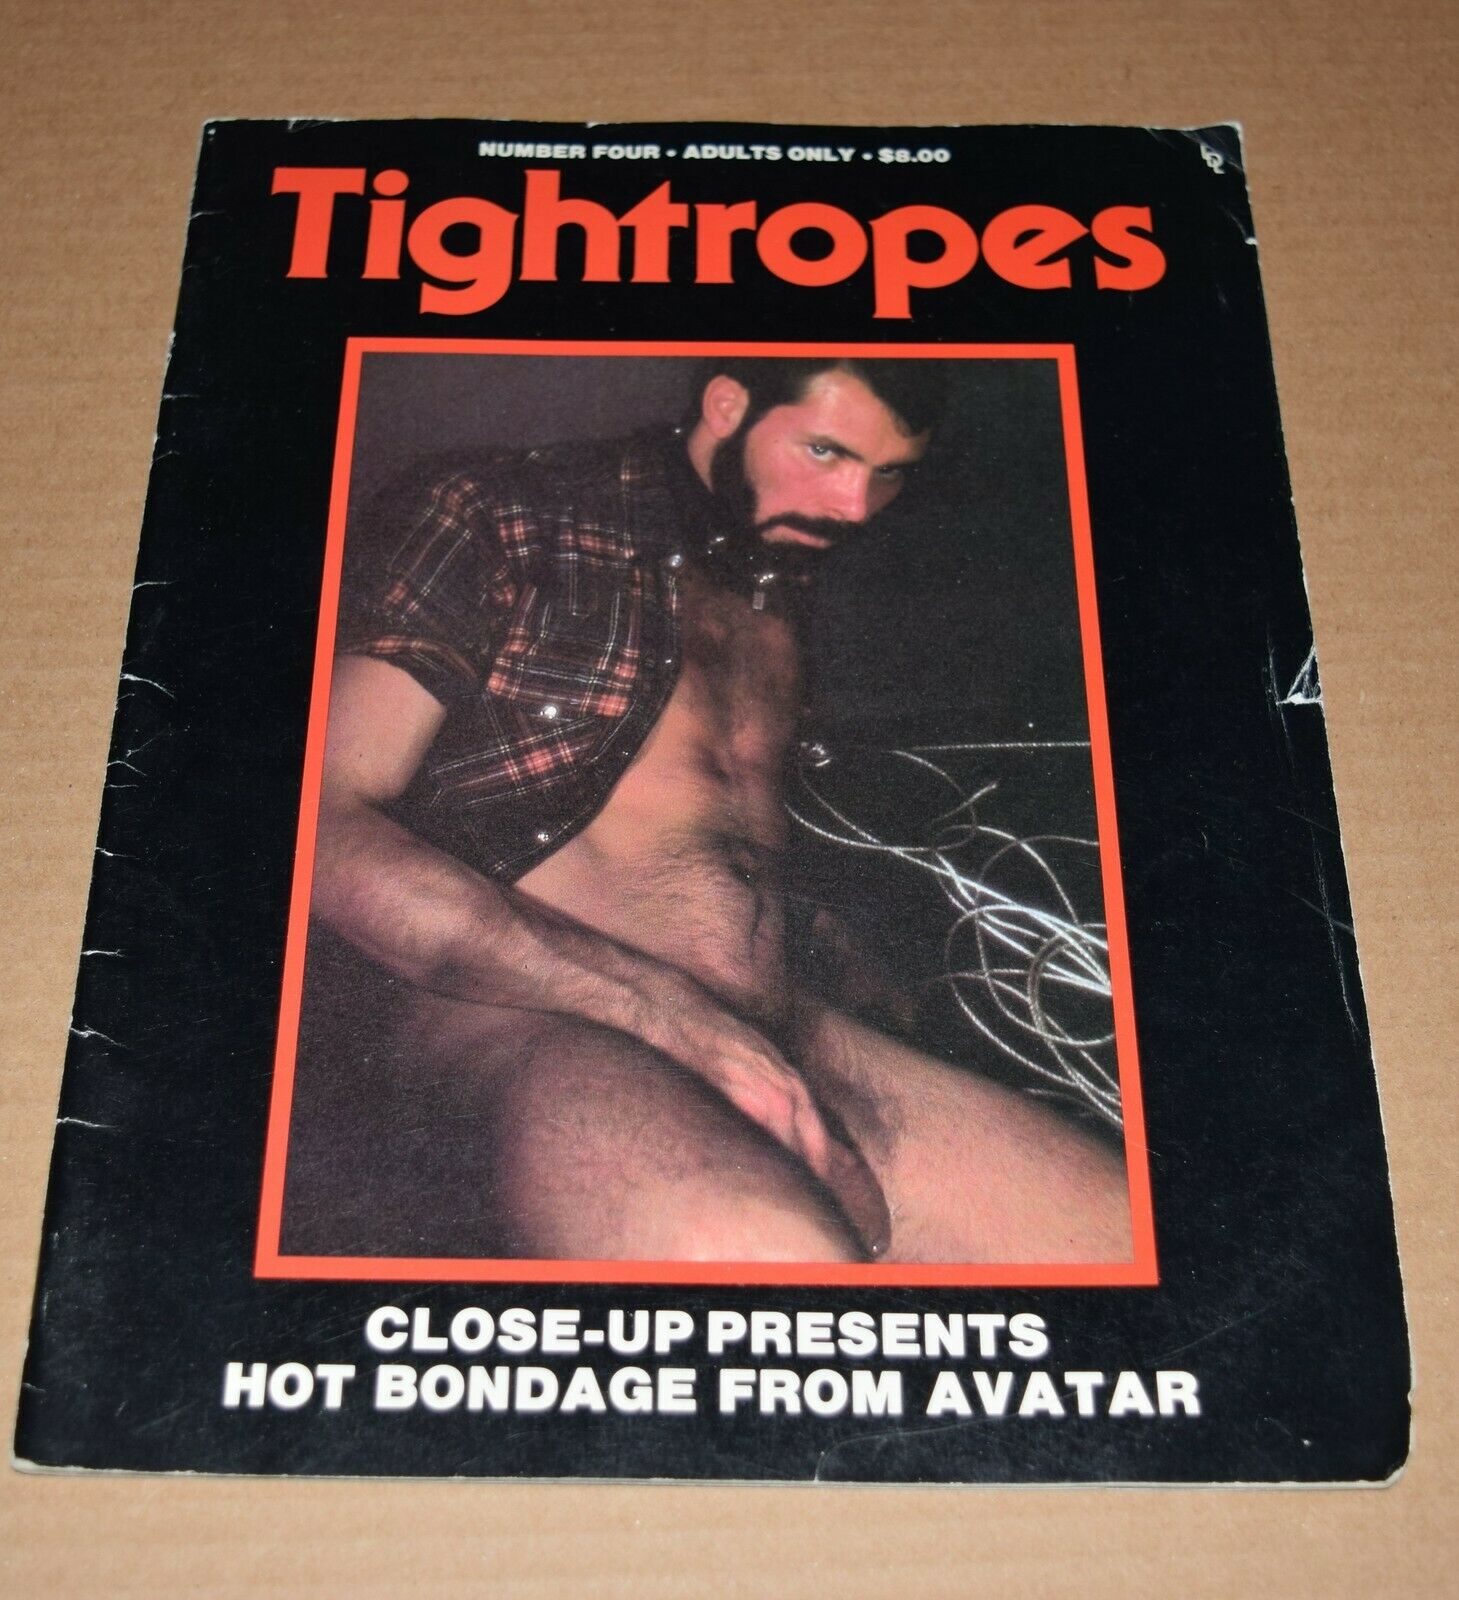 NUMBER FOUR • ADULTS ONLY • $8.00
Tightropes
CLOSE-UP PRESENTS
HOT BONDAGE FROM AVATAR